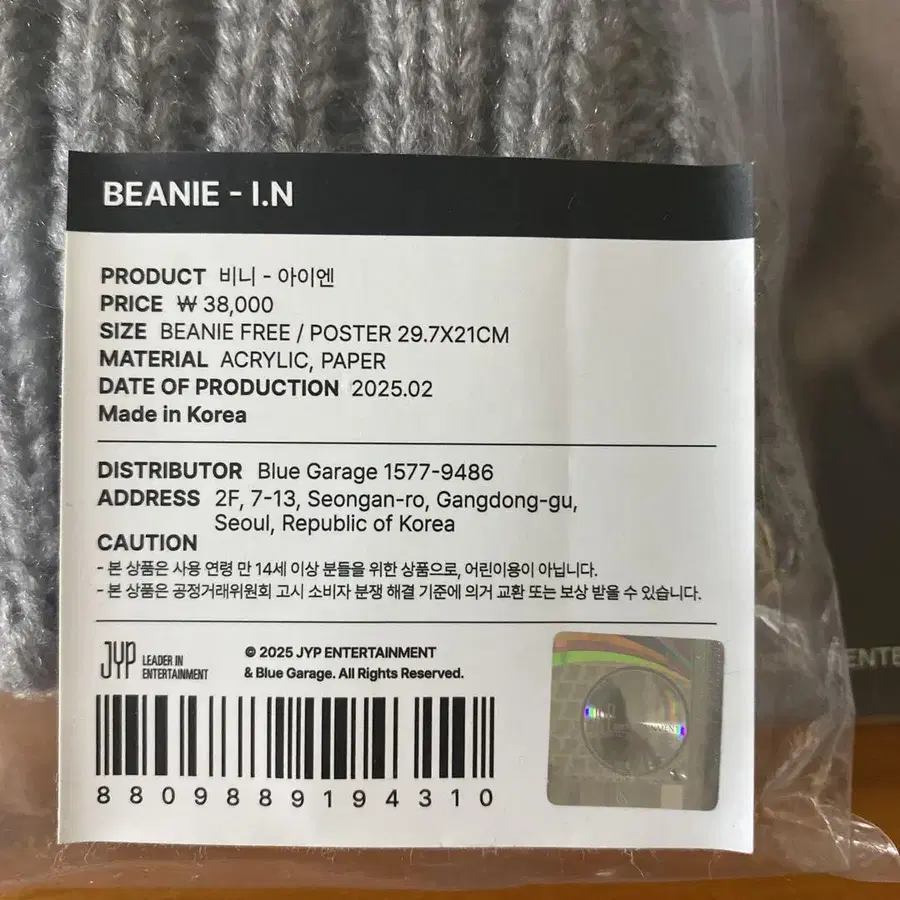 BEANIE - I.N
PRODUCT 비니 - 아이엔
PRICE ₩ 38,000
SIZE BEANIE FREE / POSTER 29.7X21CM
MATERIAL ACRYLIC, PAPER
DATE OF PRODUCTION 2025.02
Made in Korea
DISTRIBUTOR Blue Garage 1577-9486
ADDRESS 2F, 7-13, Seongan-ro, Gangdong-gu,
Seoul, Republic of Korea
CAUTION
- 본 상품은 사용 연령 만 14세 이상 분들을 위한 상품으로, 어린이용이 아닙니다.
- 본 상품은 공정거래위원회 고시 소비자 분쟁 해결 기준에 의거 교환 또는 보상 받을 수 있습니다.
JYP LEADER IN
ENTERTAINMENT
© 2025 JYP ENTERTAINMENT
& Blue Garage. All Rights Reserved.
8809889194310